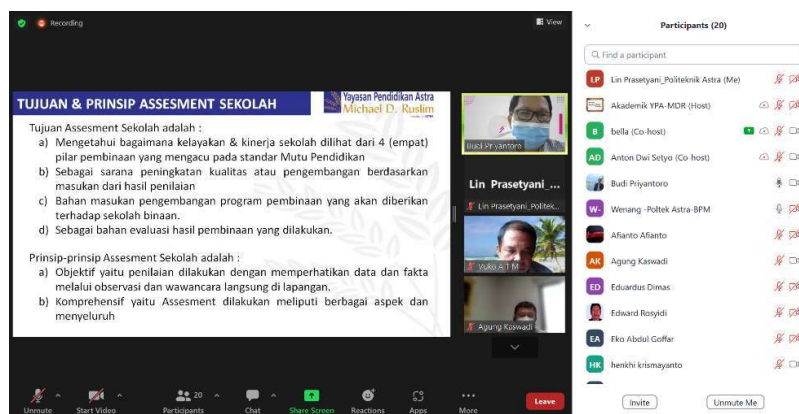 Recording
View
TUJUAN & PRINSIP ASSESMENT SEKOLAH
Yayasan Pendidikan Astra
Michael D. Ruslim
Tujuan Assesment Sekolah adalah :
a) Mengetahui bagaimana kelayakan & kinerja sekolah dilihat dari 4 (empat)
pilar pembinaan yang mengacu pada standar Mutu Pendidikan
b) Sebagai sarana peningkatan kualitas atau pengembangan berdasarkan
masukan dari hasil penilaian
c) Bahan masukan pengembangan program pembinaan yang akan diberikan
terhadap sekolah binaan.
d) Sebagai bahan evaluasi hasil pembinaan yang dilakukan.
Prinsip-prinsip Assesment Sekolah adalah :
a) Objektif yaitu penilaian dilakukan dengan memperhatikan data dan fakta
melalui observasi dan wawancara langsung di lapangan.
b) Komprehensif yaitu Assesment dilakukan meliputi berbagai aspek dan
menyeluruh
Budi Priyantoro
Lin Prasetyani_...
Lin Prasetyani_Politek...
Yuko A T M
Agung Kaswadi
Unmute
Start Video
20
Participants
Chat
Share Screen
Reactions
Apps
More
Leave
Participants (20)
Find a participant
LP Lin Prasetyani_Politeknik Astra (Me)
Akademik YPA-MDR (Host)
B bella (Co-host)
AD Anton Dwi Setyo (Co-host)
Budi Priyantoro
W- Wenang -Poltek Astra-BPM
Afianto Afianto
AK Agung Kaswadi
ED Eduardus Dimas
Edward Rosyidi
EA Eko Abdul Goffar
HK henkhi krismayanto
Invite
Unmute Me